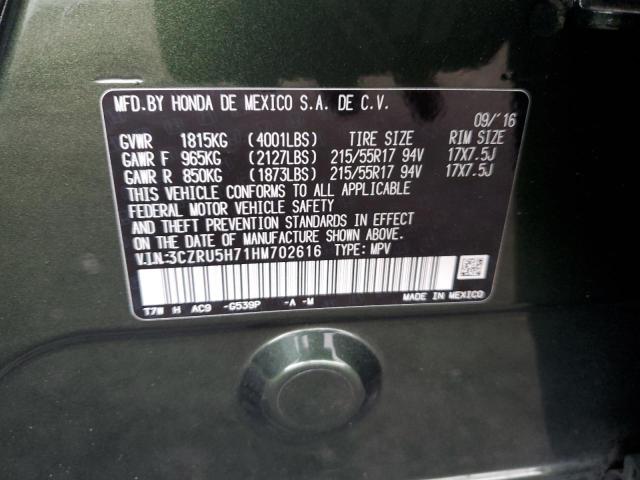 MFD.BY HONDA DE MEXICO S.A. DE C.V.
09/´16
GVWR 1815KG (4001LBS) TIRE SIZE RIM SIZE
GAWR F 965KG (2127LBS) 215/55R17 94V 17X7.5J
GAWR R 850KG (1873LBS) 215/55R17 94V 17X7.5J
THIS VEHICLE CONFORMS TO ALL APPLICABLE
FEDERAL MOTOR VEHICLE SAFETY
AND THEFT PREVENTION STANDARDS IN EFFECT
ON THE DATE OF MANUFACTURE SHOWN ABOVE.
V.I.N:3CZRU5H71HM702616 TYPE: MPV
T7W H AC9 -G539P -A -M
MADE IN MEXICO